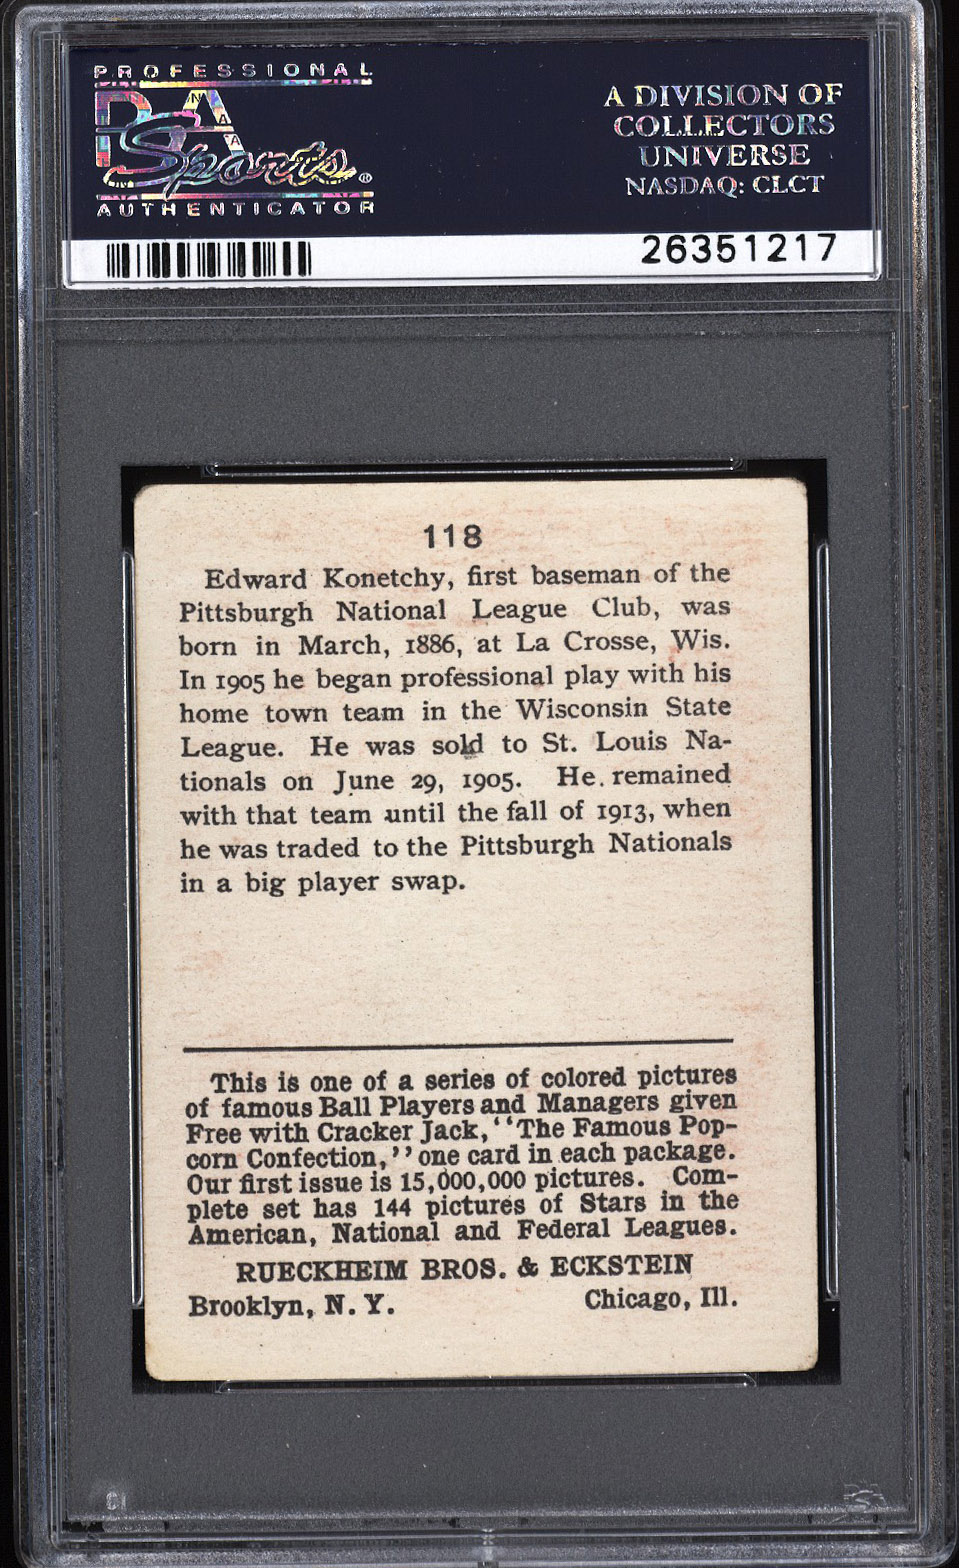 PROFESSIONAL
PSA
Sports®
AUTHENTICATOR
A DIVISION OF
COLLECTORS
UNIVERSE
NASDAQ: CLCT
26351217
118
Edward Konetchy, first baseman of the
Pittsburgh National League Club, was
born in March, 1886, at La Crosse, Wis.
In 1905 he began professional play with his
home town team in the Wisconsin State
League. He was sold to St. Louis Na-
tionals on June 29, 1905. He remained
with that team until the fall of 1913, when
he was traded to the Pittsburgh Nationals
in a big player swap.
This is one of a series of colored pictures
of famous Ball Players and Managers given
Free with Cracker Jack, "The Famous Pop-
corn Confection," one card in each package.
Our first issue is 15,000,000 pictures. Com-
plete set has 144 pictures of Stars in the
American, National and Federal Leagues.
RUECKHEIM BROS. & ECKSTEIN
Brooklyn, N. Y. Chicago, Ill.